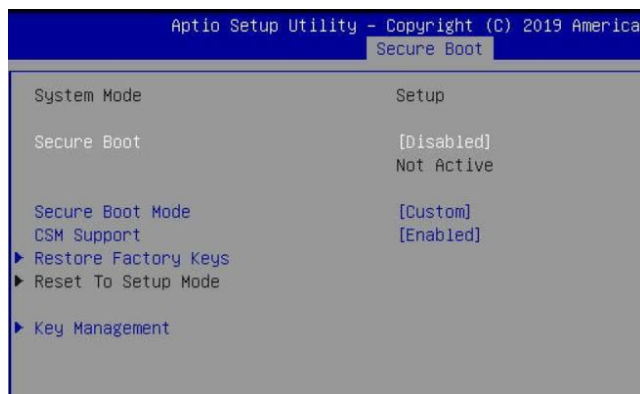 Aptio Setup Utility – Copyright (C) 2019 America
Secure Boot
System Mode Setup
Secure Boot [Disabled]
Not Active
Secure Boot Mode [Custom]
CSM Support [Enabled]
Restore Factory Keys
Reset To Setup Mode
Key Management